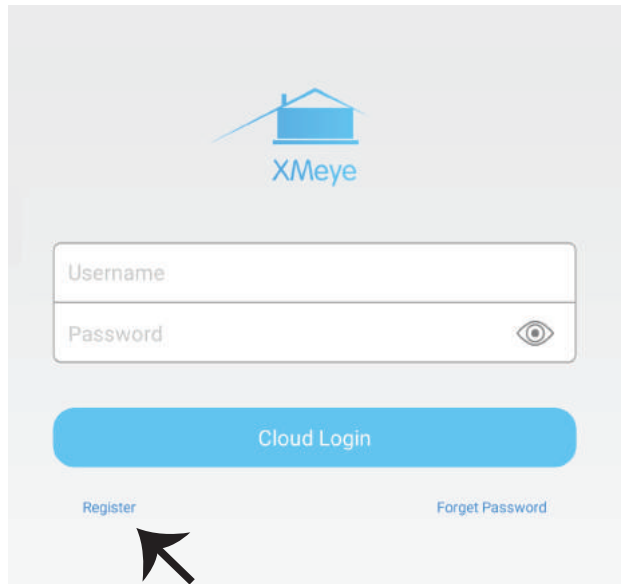 XMeye
Username
Password
Cloud Login
Register
Forget Password